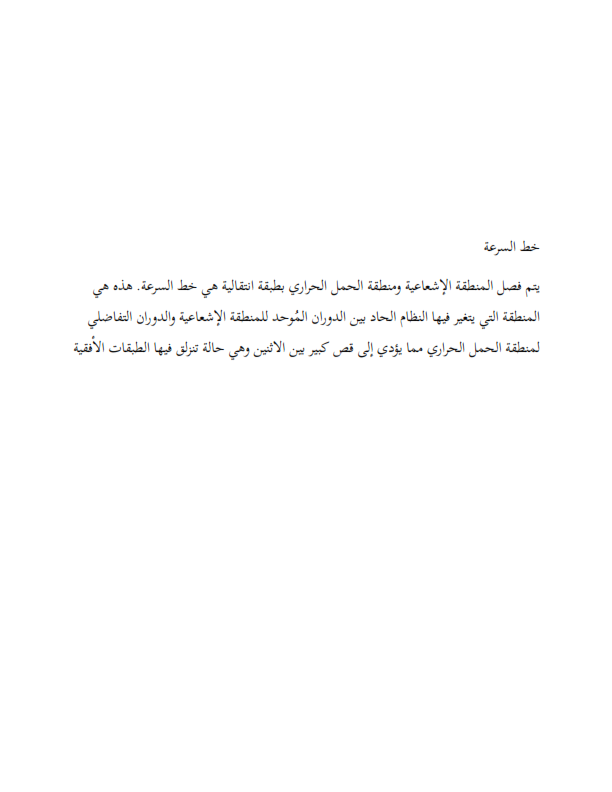 خط السرعة
يتم فصل المنطقة الإشعاعية ومنطقة الحمل الحراري بطبقة انتقالية هي خط السرعة. هذه هي
المنطقة التي يتغير فيها النظام الحاد بين الدوران المُوحد للمنطقة الإشعاعية والدوران التفاضلي
لمنطقة الحمل الحراري مما يؤدي إلى قص كبير بين الاثنين وهي حالة تنزلق فيها الطبقات الأفقية